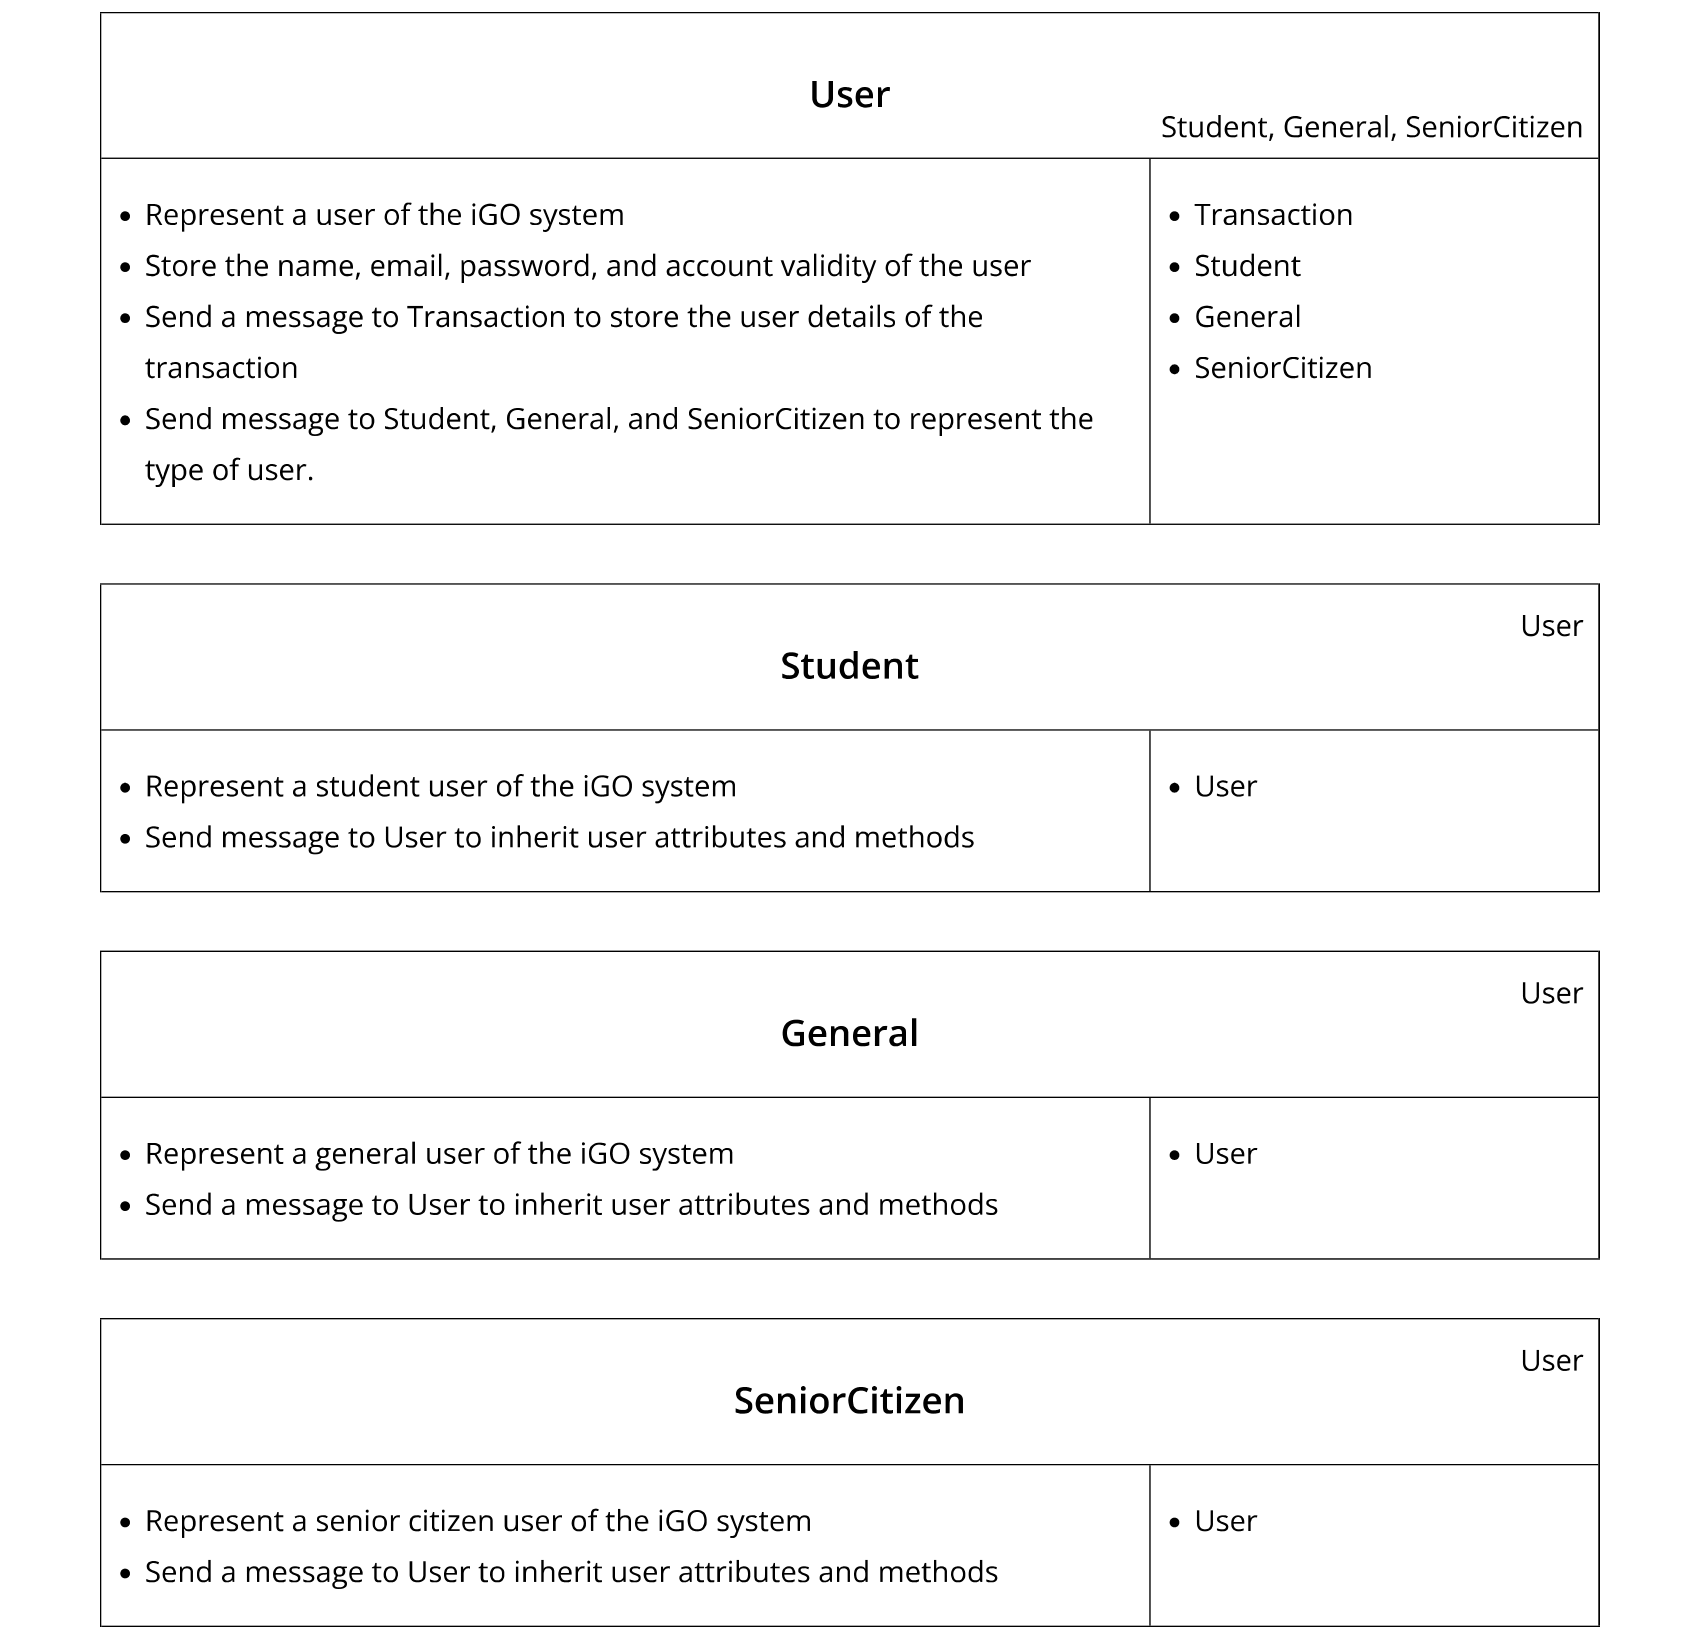 User
Student, General, SeniorCitizen
• Represent a user of the iGO system
• Store the name, email, password, and account validity of the user
• Send a message to Transaction to store the user details of the
transaction
• Send message to Student, General, and SeniorCitizen to represent the
type of user.
• Transaction
• Student
• General
• SeniorCitizen
User
Student
• Represent a student user of the iGO system
• Send message to User to inherit user attributes and methods
• User
User
General
• Represent a general user of the iGO system
• Send a message to User to inherit user attributes and methods
• User
User
SeniorCitizen
• Represent a senior citizen user of the iGO system
• Send a message to User to inherit user attributes and methods
• User